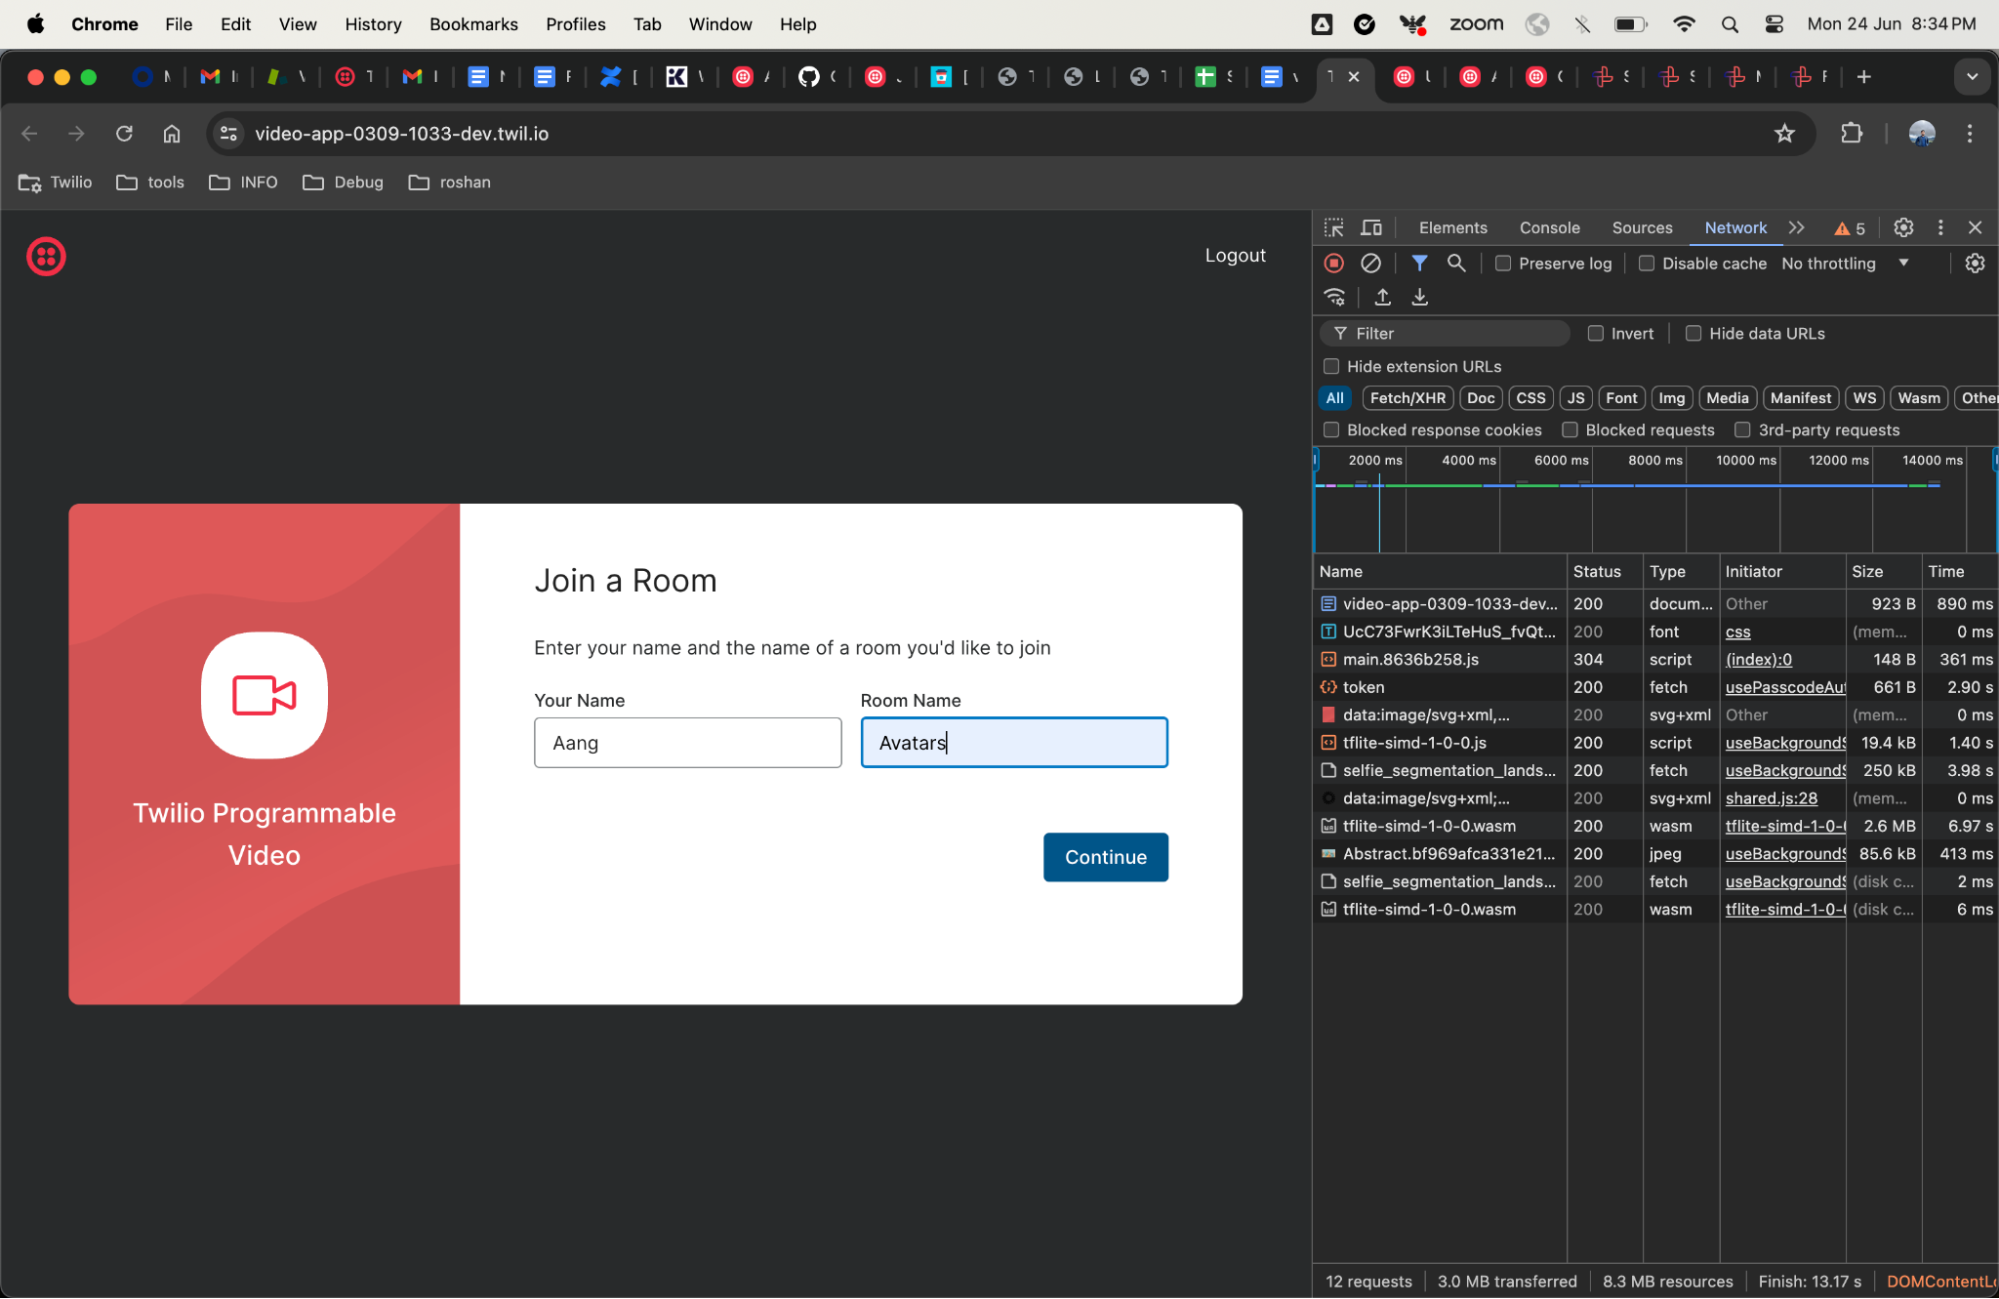 Chrome File Edit View History Bookmarks Profiles Tab Window Help zoom Mon 24 Jun 8:34 PM
video-app-0309-1033-dev.twil.io
Twilio tools INFO Debug roshan
Logout
Join a Room
Enter your name and the name of a room you'd like to join
Your Name Room Name
Aang Avatars
Continue
Twilio Programmable
Video
Elements Console Sources Network 5
Preserve log Disable cache No throttling
Filter Invert Hide data URLs
Hide extension URLs
All Fetch/XHR Doc CSS JS Font Img Media Manifest WS Wasm Other
Blocked response cookies Blocked requests 3rd-party requests
2000 ms 4000 ms 6000 ms 8000 ms 10000 ms 12000 ms 14000 ms
Name Status Type Initiator Size Time
video-app-0309-1033-dev... 200 docum... Other 923 B 890 ms
UcC73FwrK3iLTeHuS_fvQt... 200 font css (mem... 0 ms
main.8636b258.js 304 script (index):0 148 B 361 ms
token 200 fetch usePasscodeAut 661 B 2.90 s
data:image/svg+xml,... 200 svg+xml Other (mem... 0 ms
tflite-simd-1-0-0.js 200 script useBackgroundS 19.4 kB 1.40 s
selfie_segmentation_lands... 200 fetch useBackgroundS 250 kB 3.98 s
data:image/svg+xml;... 200 svg+xml shared.js:28 (mem... 0 ms
tflite-simd-1-0-0.wasm 200 wasm tflite-simd-1-0-0 2.6 MB 6.97 s
Abstract.bf969afca331e21... 200 jpeg useBackgroundS 85.6 kB 413 ms
selfie_segmentation_lands... 200 fetch useBackgroundS (disk c... 2 ms
tflite-simd-1-0-0.wasm 200 wasm tflite-simd-1-0-0 (disk c... 6 ms
12 requests 3.0 MB transferred 8.3 MB resources Finish: 13.17 s DOMContentLo